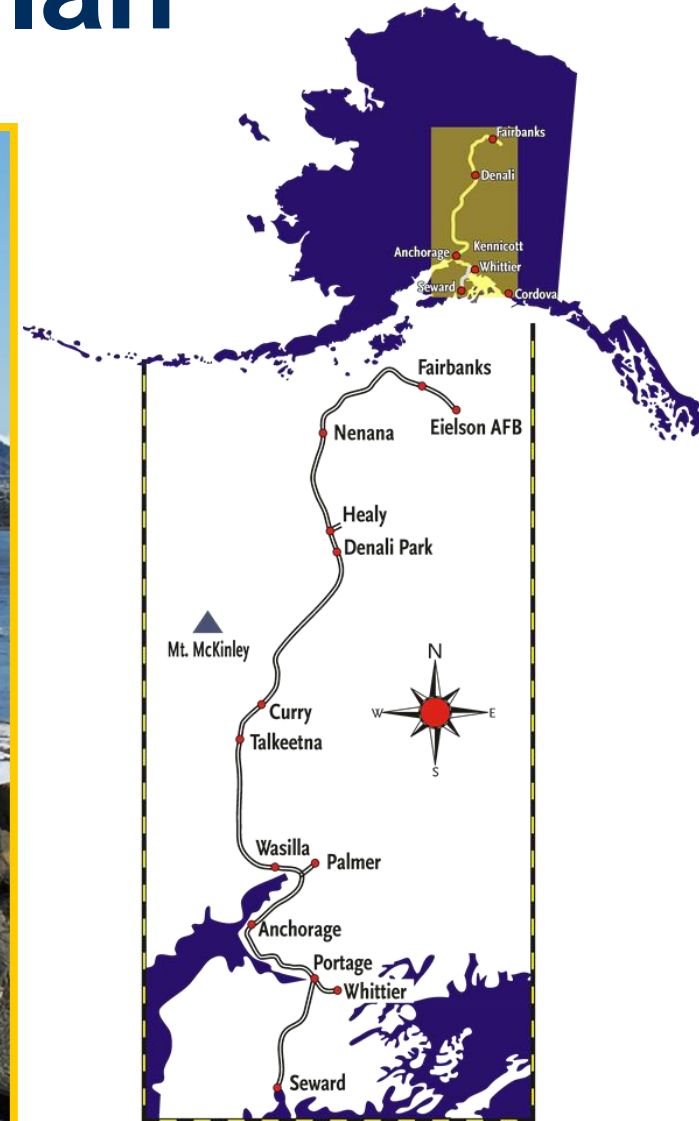 Fairbanks
Denali
Kennicott
Anchorage
Whittier
Seward
Cordova
Fairbanks
Eielson AFB
Nenana
Healy
Denali Park
Mt. McKinley
N
W E
S
Curry
Talkeetna
Wasilla
Palmer
Anchorage
Portage
Whittier
Seward